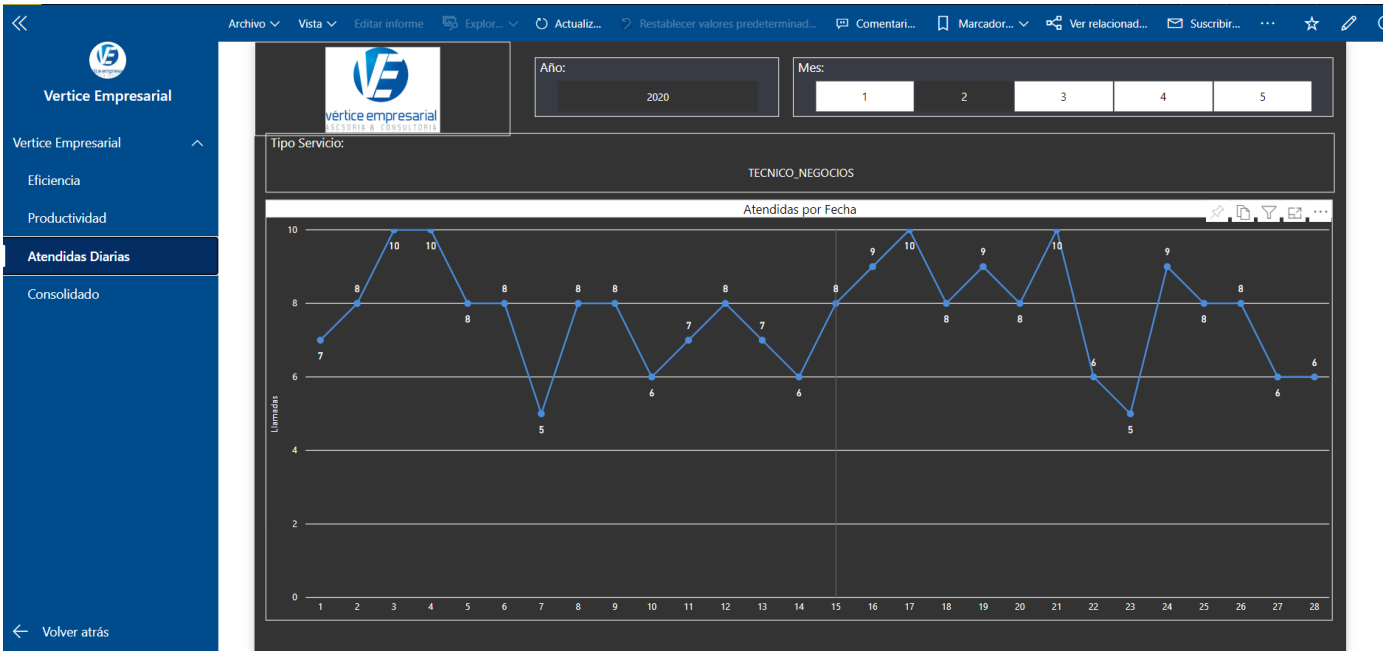 Archivo Vista Editar informe Explor... Actualiz... Restablecer valores predeterminad... Comentari... Marcador... Ver relacionad... Suscribir... ...
Vertice Empresarial
Vertice Empresarial
Eficiencia
Productividad
Atendidas Diarias
Consolidado
Volver atrás
VE
vértice empresarial
ASESORIA & CONSULTORIA
Año:
2020
Mes:
1 2 3 4 5
Tipo Servicio:
TECNICO_NEGOCIOS
Atendidas por Fecha
Llamadas
10
8
6
4
2
0
7 8 10 10 8 8 5 8 8 6 7 8 7 6 8 9 10 8 9 8 10 6 5 9 8 8 6 6
1 2 3 4 5 6 7 8 9 10 11 12 13 14 15 16 17 18 19 20 21 22 23 24 25 26 27 28